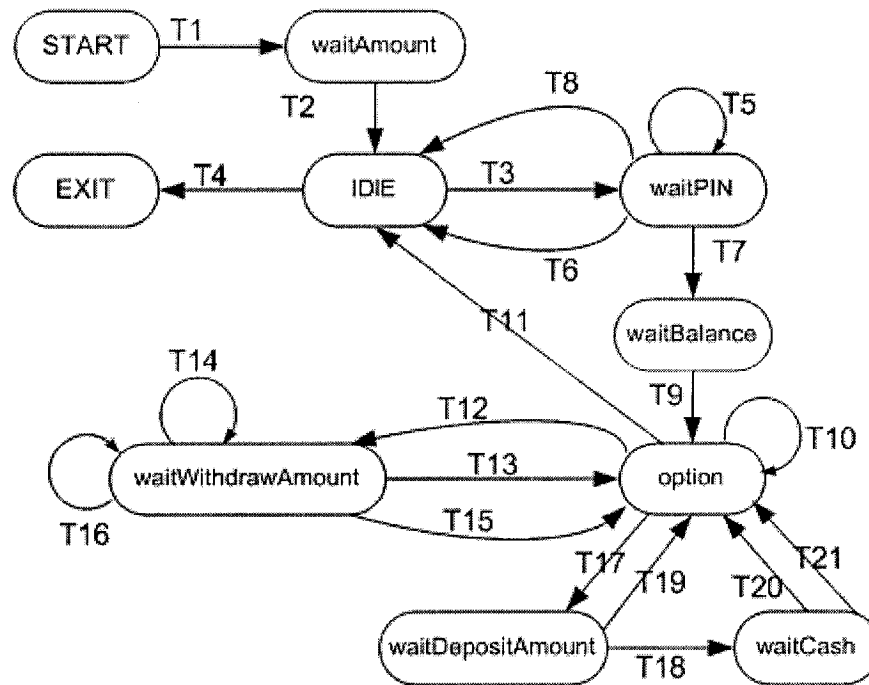 START
T1
waitAmount
T2
T8
T5
EXIT
T4
IDIE
T3
waitPIN
T6
T7
T11
waitBalance
T9
T14
T12
T10
waitWithdrawAmount
T13
option
T16
T15
T17
T19
T20
T21
waitDepositAmount
T18
waitCash